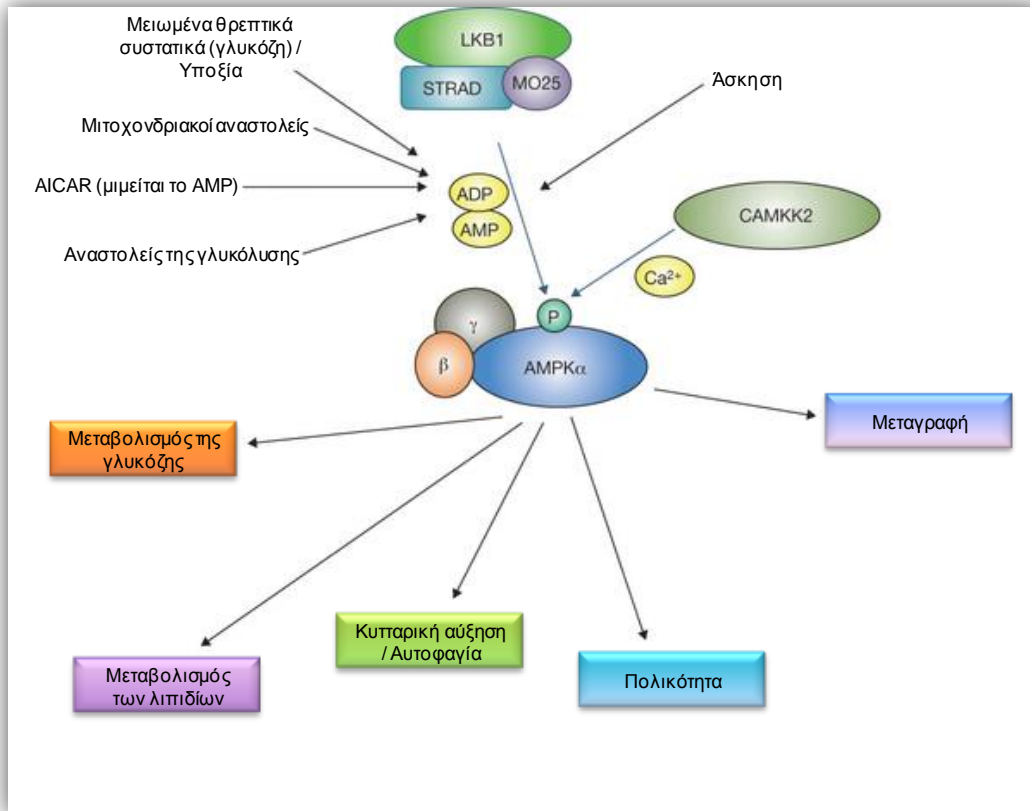 Μειωμένα θρεπτικά
συστατικά (γλυκόζη) /
Υποξία
LKB1
STRAD
MO25
Άσκηση
Μιτοχονδριακοί αναστολείς
AICAR (μιμείται το AMP)
ADP
AMP
CAMKK2
Αναστολείς της γλυκόλυσης
Ca²⁺
P
γ
β
AMPKα
Μεταβολισμός της
γλυκόζης
Μεταγραφή
Κυτταρική αύξηση
/ Αυτοφαγία
Μεταβολισμός
των λιπιδίων
Πολικότητα